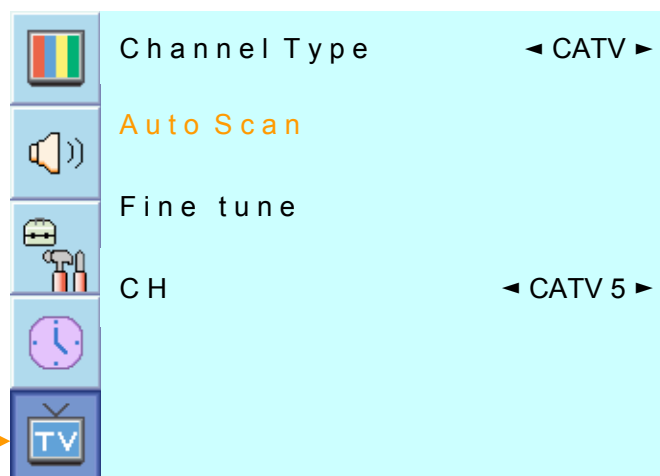 Channel Type ◄ CATV ►
Auto Scan
Fine tune
CH ◄ CATV 5 ►
TV